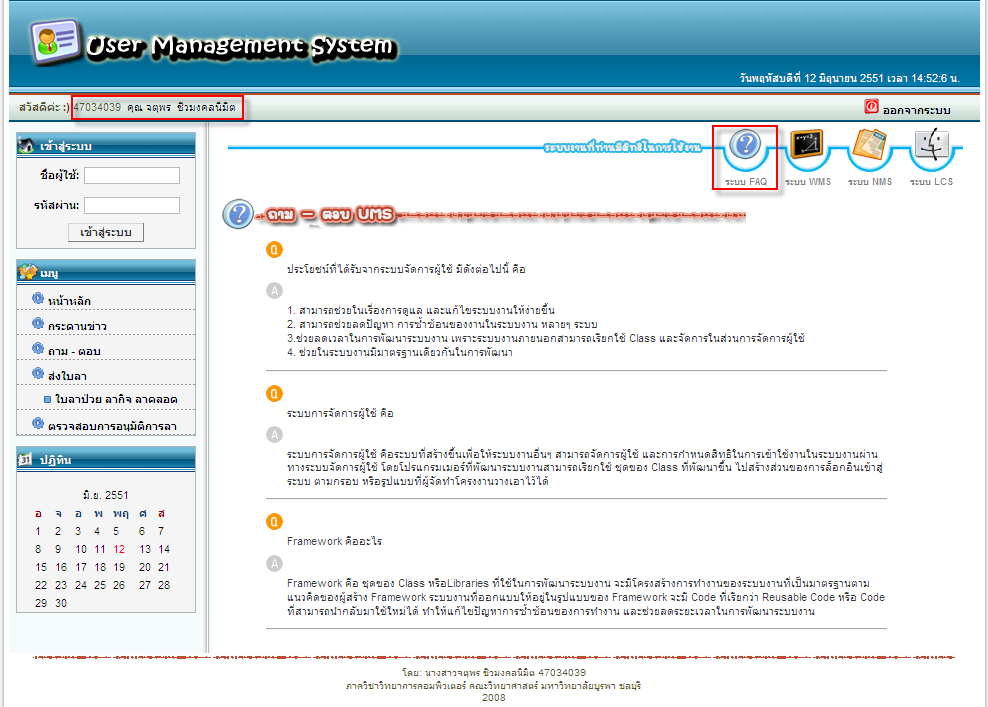 User Management System
วันพฤหัสบดีที่ 12 มิถุนายน 2551 เวลา 14:52:6 น.
สวัสดีค่ะ :) 47034039 คุณ จตุพร ชิวมงคลนิมิต
ออกจากระบบ
เข้าสู่ระบบ
ชื่อผู้ใช้:
รหัสผ่าน:
เข้าสู่ระบบ
เมนู
หน้าหลัก
กระดานข่าว
ถาม - ตอบ
ส่งใบลา
ใบลาป่วย ลากิจ ลาคลอด
ตรวจสอบการอนุมัติการลา
ปฏิทิน
มิ.ย. 2551
อ จ อ พ พฤ ศ ส
1 2 3 4 5 6 7
8 9 10 11 12 13 14
15 16 17 18 19 20 21
22 23 24 25 26 27 28
29 30
ระบบงานที่ท่านมีสิทธิในการใช้งาน
ระบบ FAQ ระบบ WMS ระบบ NMS ระบบ LCS
ถาม - ตอบ UMS
Q
ประโยชน์ที่ได้รับจากระบบจัดการผู้ใช้ มีดังต่อไปนี้ คือ
A
1. สามารถช่วยในเรื่องการดูแล และแก้ไขระบบงานให้ง่ายขึ้น
2. สามารถช่วยลดปัญหา การซ้ำซ้อนของงานในระบบงาน หลายๆ ระบบ
3.ช่วยลดเวลาในการพัฒนาระบบงาน เพราะระบบงานภายนอกสามารถเรียกใช้ Class และจัดการในส่วนการจัดการผู้ใช้
4. ช่วยในระบบงานมีมาตรฐานเดียวกันในการพัฒนา
Q
ระบบการจัดการผู้ใช้ คือ
A
ระบบการจัดการผู้ใช้ คือระบบที่สร้างขึ้นเพื่อให้ระบบงานอื่นๆ สามารถจัดการผู้ใช้ และการกำหนดสิทธิในการเข้าใช้งานในระบบงานผ่าน
ทางระบบจัดการผู้ใช้ โดยโปรแกรมเมอร์ที่พัฒนาระบบงานสามารถเรียกใช้ ชุดของ Class ที่พัฒนาขึ้น ไปสร้างส่วนของการล็อกอินเข้าสู่
ระบบ ตามกรอบ หรือรูปแบบที่ผู้จัดทำโครงงานวางเอาไว้ได้
Q
Framework คืออะไร
A
Framework คือ ชุดของ Class หรือLibraries ที่ใช้ในการพัฒนาระบบงาน จะมีโครงสร้างการทำงานของระบบงานที่เป็นมาตรฐานตาม
แนวคิดของผู้สร้าง Framework ระบบงานที่ออกแบบให้อยู่ในรูปแบบของ Framework จะมี Code ที่เรียกว่า Reusable Code หรือ Code
ที่สามารถนำกลับมาใช้ใหม่ได้ ทำให้แก้ไขปัญหาการซ้ำซ้อนของการทำงาน และช่วยลดระยะเวลาในการพัฒนาระบบงาน
โดย: นางสาวจตุพร ชิวมงคลนิมิต 47034039
ภาควิชาวิทยาการคอมพิวเตอร์ คณะวิทยาศาสตร์ มหาวิทยาลัยบูรพา ชลบุรี
2008